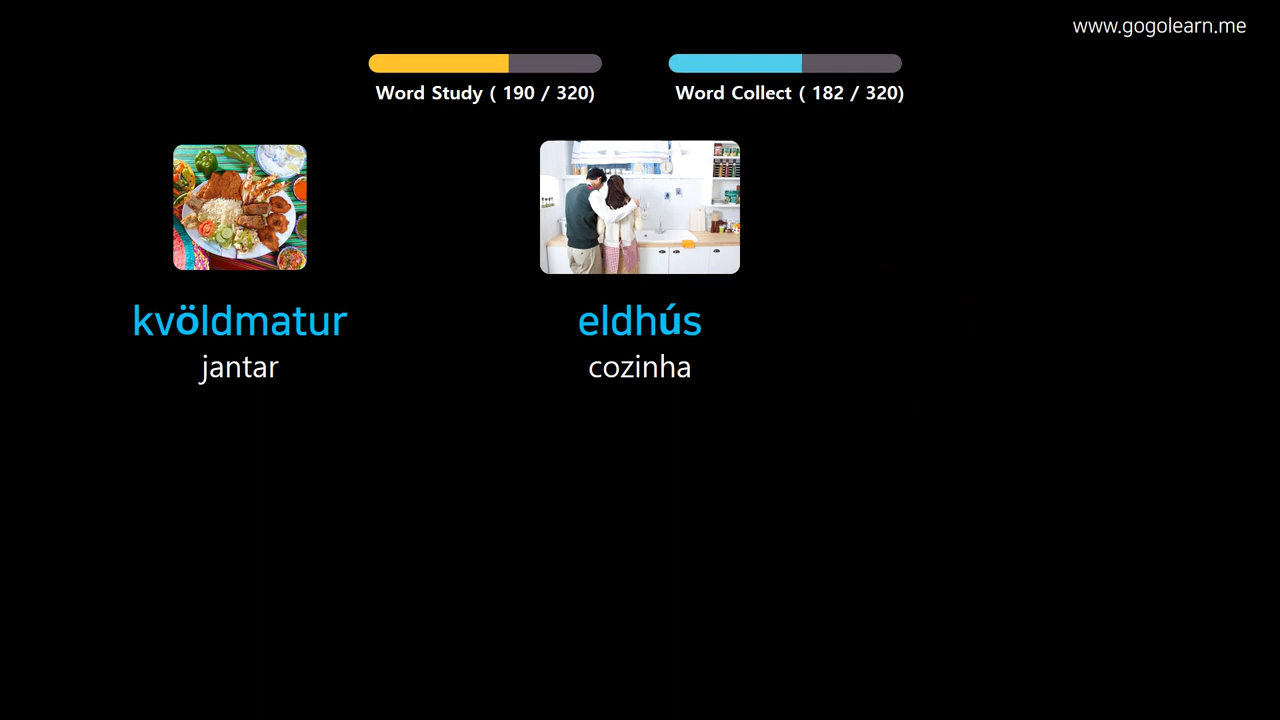 www.gogolearn.me
Word Study ( 190 / 320)
Word Collect ( 182 / 320)
kvöldmatur
jantar
eldhús
cozinha